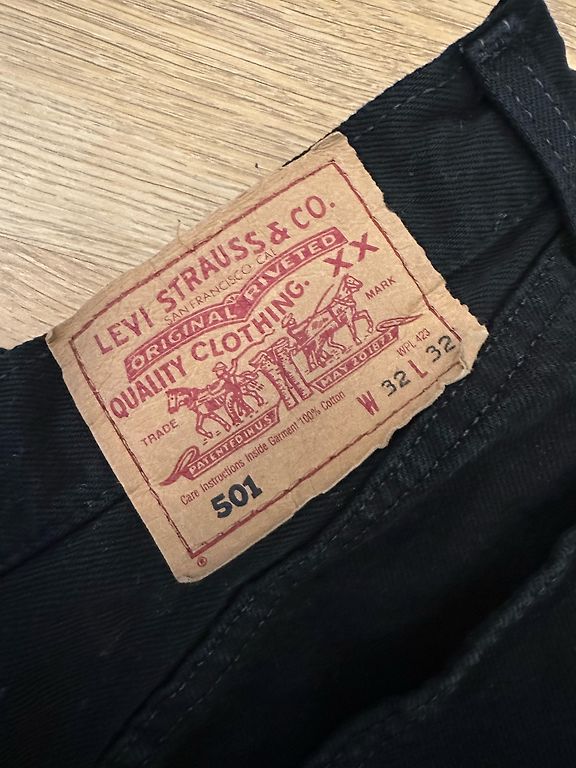 LEVI STRAUSS & CO.
SAN FRANCISCO, CAL.
ORIGINAL RIVETED
QUALITY CLOTHING. XX
TRADE MARK
PATENTED IN U.S. MAY 20 1873
WPL 423
Care Instructions Inside Garment 100% Cotton
501 W 32 L 32
®